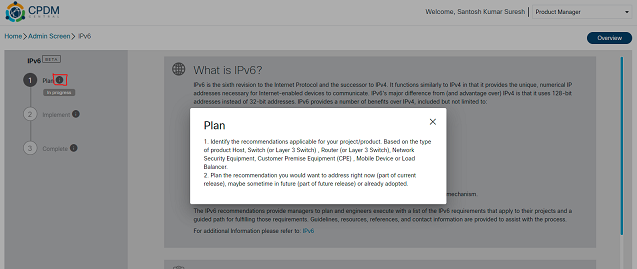 CPDM
CENTRAL
Welcome, Santosh Kumar Suresh
Product Manager
Home > Admin Screen > IPv6
Overview
IPv6 BETA
1 Plan
In progress
2 Implement
3 Complete
What is IPv6?
IPv6 is the sixth revision to the Internet Protocol and the successor to IPv4. It functions similarly to IPv4 in that it provides the unique, numerical IP
addresses necessary for Internet-enabled devices to communicate. IPv6's major difference from (and advantage over) IPv4 is that it uses 128-bit
addresses instead of 32-bit addresses. IPv6 provides a number of benefits over IPv4, included but not limited to:
Plan
1. Identify the recommendations applicable for your project/product. Based on the type
of product Host, Switch (or Layer 3 Switch) , Router (or Layer 3 Switch), Network
Security Equipment, Customer Premise Equipment (CPE) , Mobile Device or Load
Balancer.
2. Plan the recommendation you would want to address right now (part of current
release), maybe sometime in future (part of future release) or already adopted.
mechanism.
The IPv6 recommendations provide managers to plan and engineers execute with a list of the IPv6 requirements that apply to their projects and a
guided path for fulfilling those requirements. Guidelines, resources, references, and contact information are provided to assist with the process.
For additional Information please refer to: IPv6